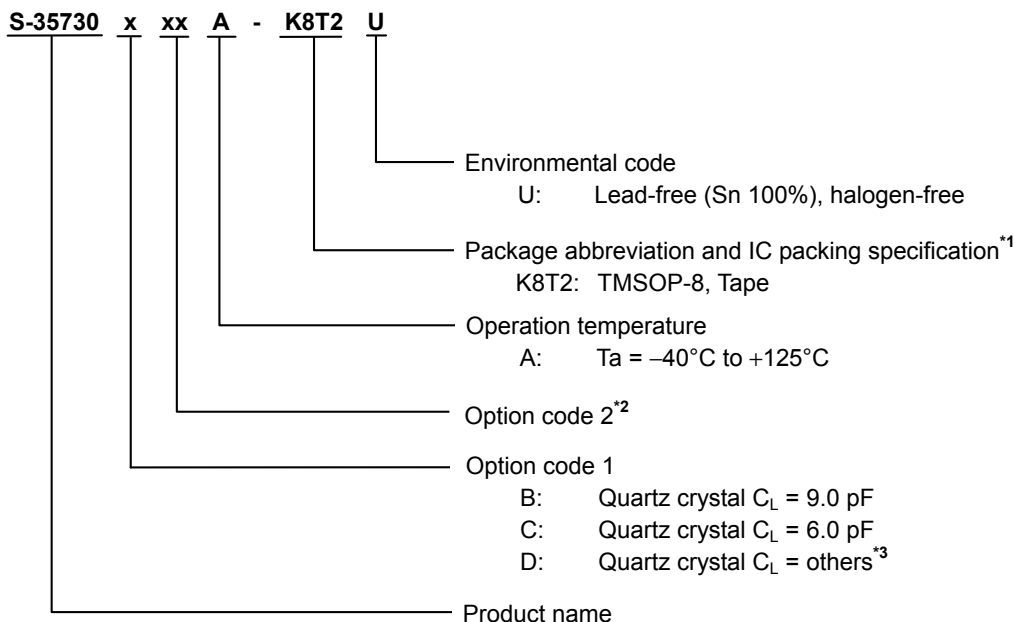 S-35730 x xx A - K8T2 U
Environmental code
U: Lead-free (Sn 100%), halogen-free
Package abbreviation and IC packing specification*1
K8T2: TMSOP-8, Tape
Operation temperature
A: Ta = −40°C to +125°C
Option code 2*2
Option code 1
B: Quartz crystal CL = 9.0 pF
C: Quartz crystal CL = 6.0 pF
D: Quartz crystal CL = others*3
Product name